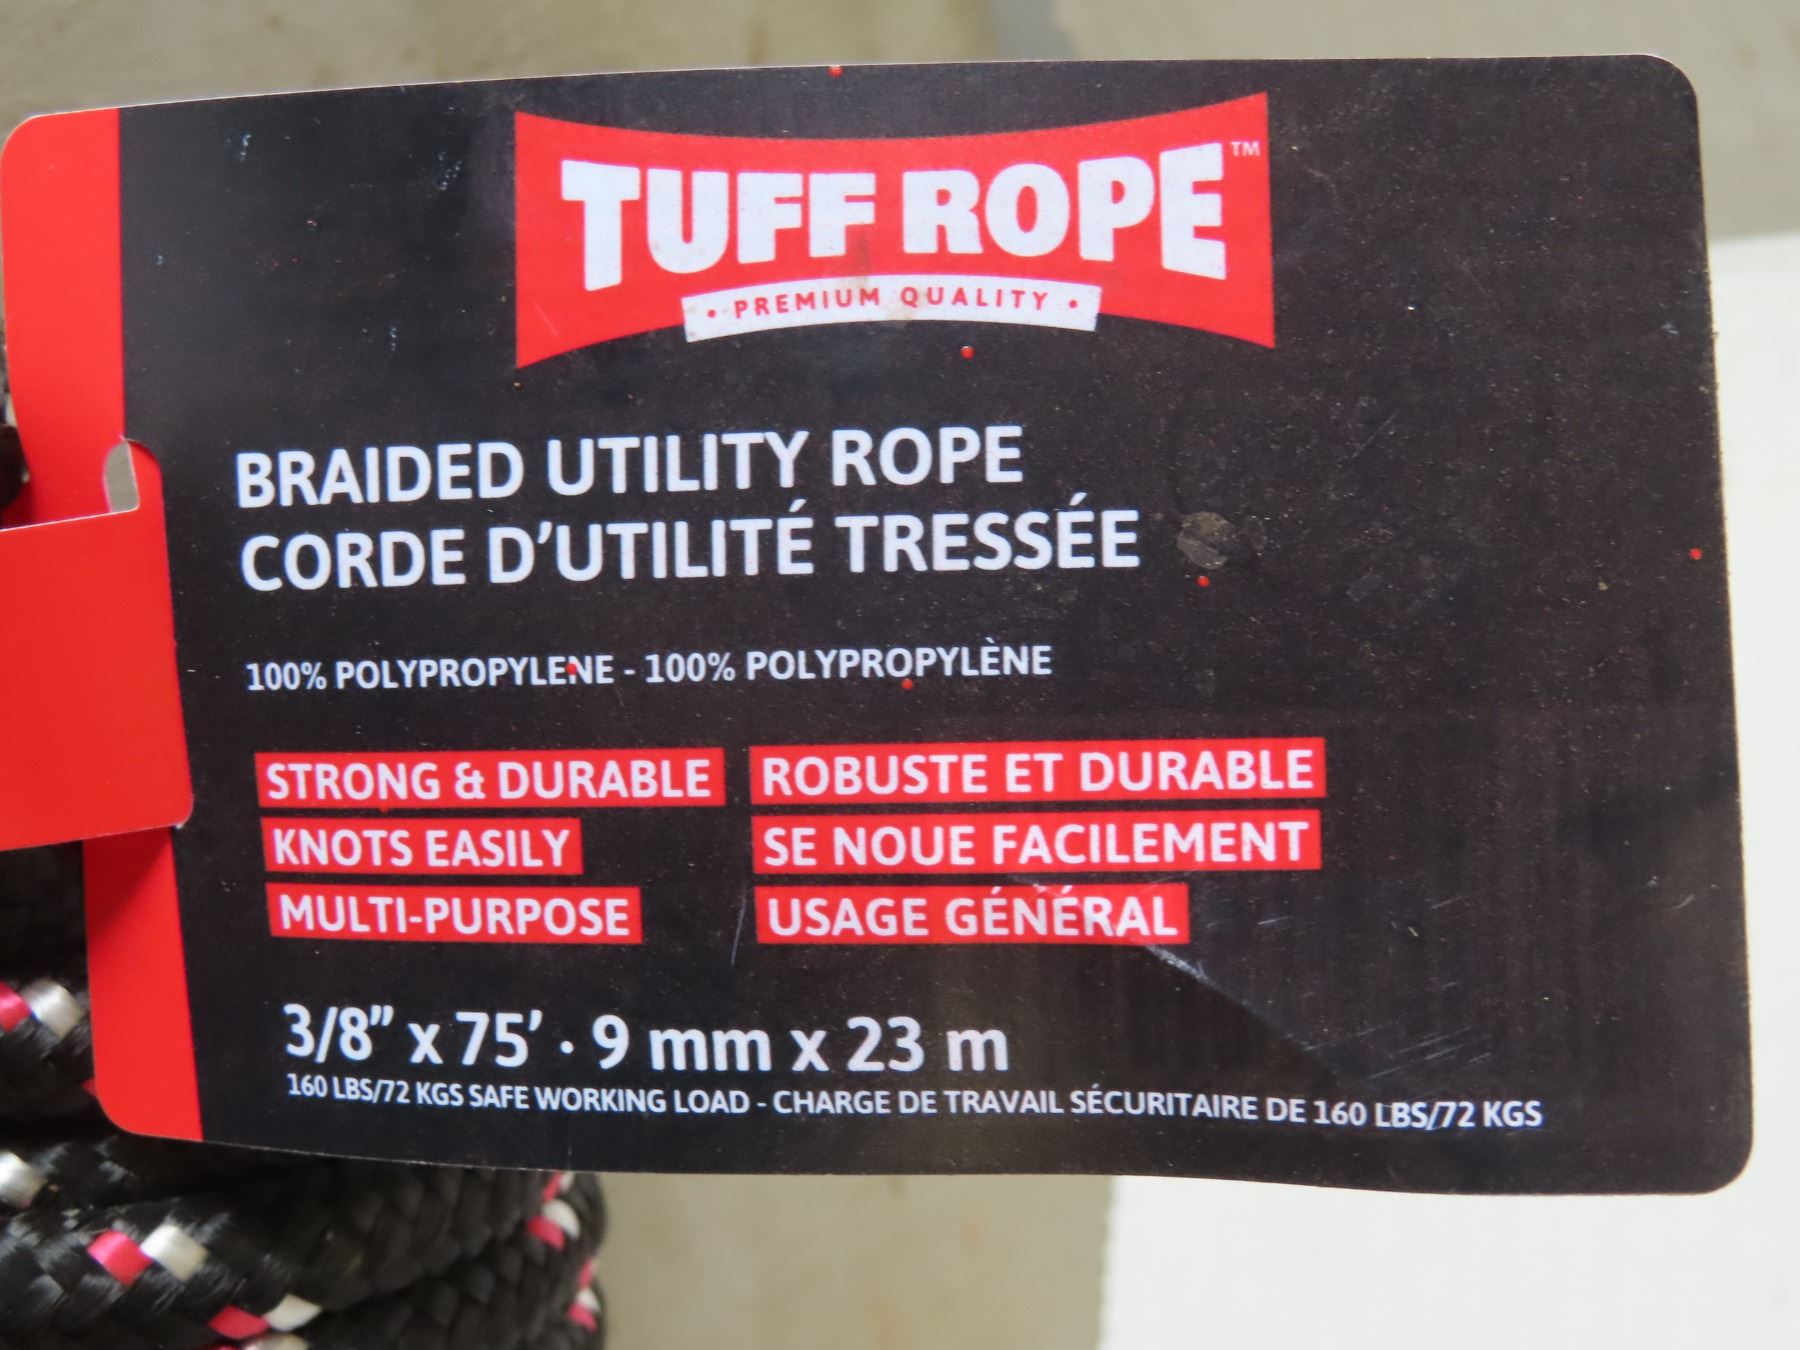 TUFF ROPE™
• PREMIUM QUALITY •
BRAIDED UTILITY ROPE
CORDE D’UTILITÉ TRESSÉE
100% POLYPROPYLENE - 100% POLYPROPYLÈNE
STRONG & DURABLE ROBUSTE ET DURABLE
KNOTS EASILY SE NOUE FACILEMENT
MULTI-PURPOSE USAGE GÉNÉRAL
3/8” x 75’ · 9 mm x 23 m
160 LBS/72 KGS SAFE WORKING LOAD - CHARGE DE TRAVAIL SÉCURITAIRE DE 160 LBS/72 KGS